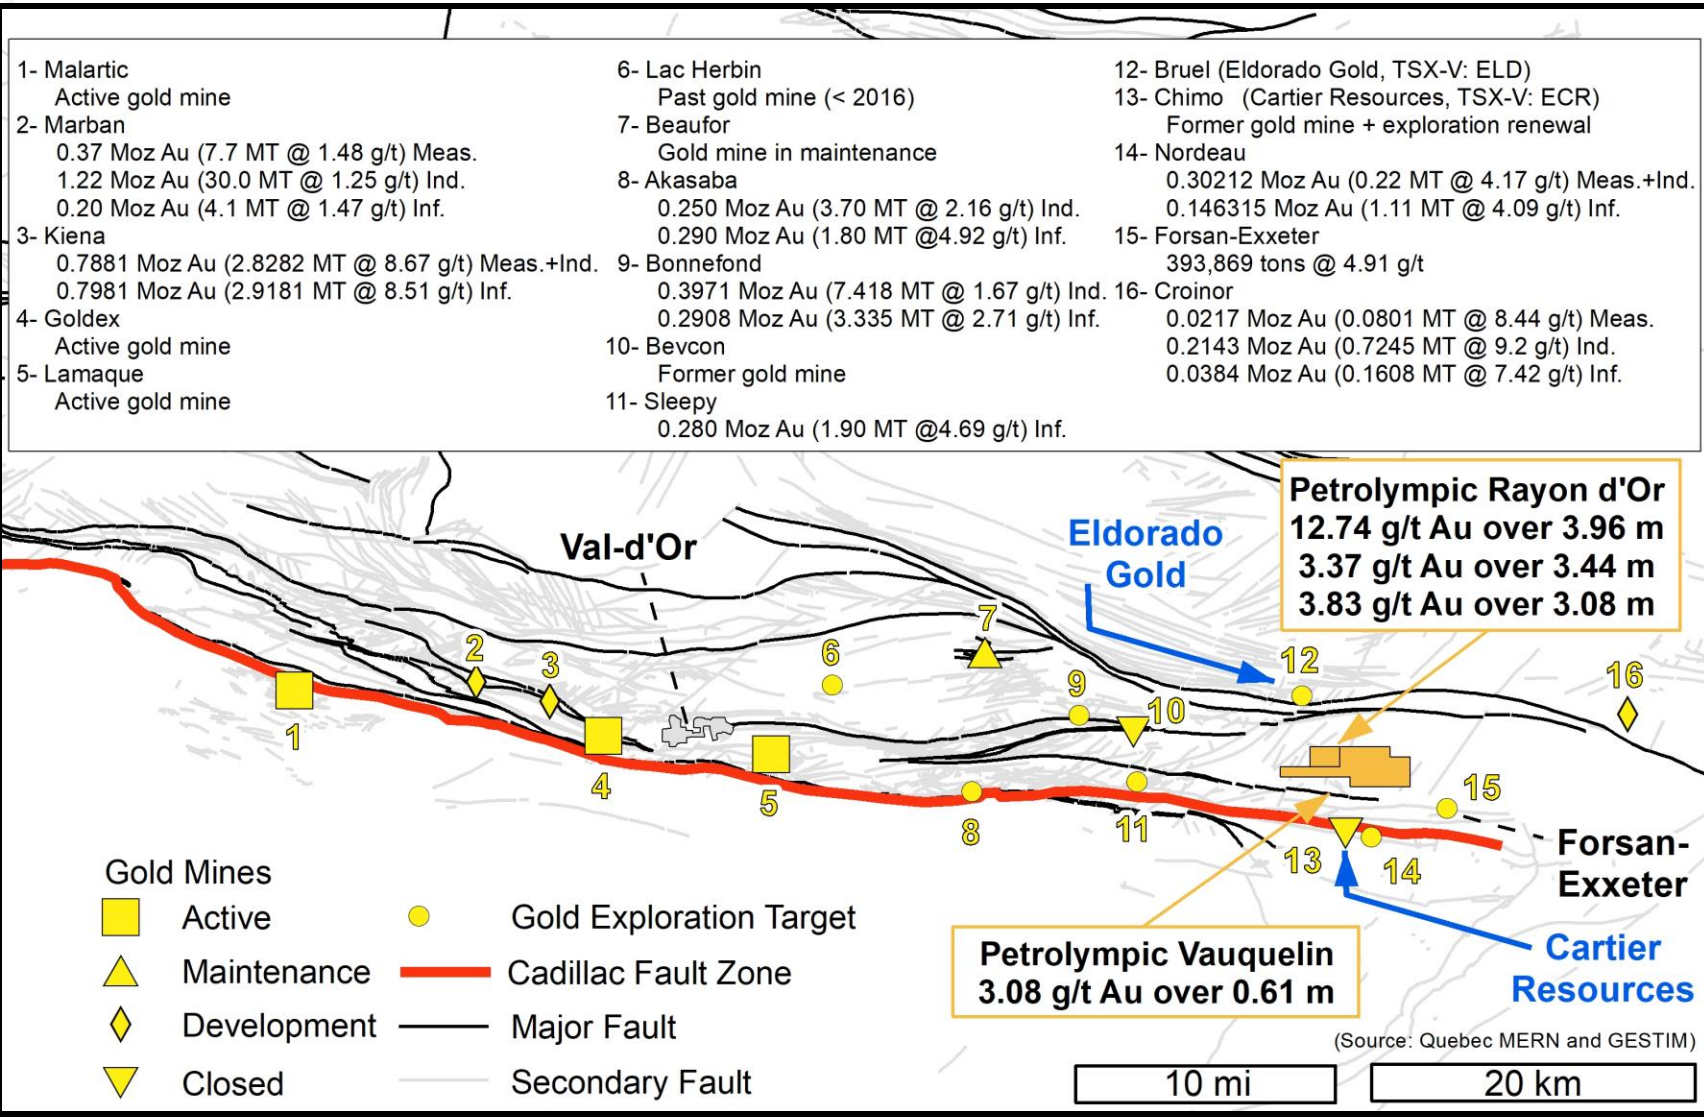 1- Malartic
Active gold mine
2- Marban
0.37 Moz Au (7.7 MT @ 1.48 g/t) Meas.
1.22 Moz Au (30.0 MT @ 1.25 g/t) Ind.
0.20 Moz Au (4.1 MT @ 1.47 g/t) Inf.
3- Kiena
0.7881 Moz Au (2.8282 MT @ 8.67 g/t) Meas.+Ind.
0.7981 Moz Au (2.9181 MT @ 8.51 g/t) Inf.
4- Goldex
Active gold mine
5- Lamaque
Active gold mine
6- Lac Herbin
Past gold mine (< 2016)
7- Beaufor
Gold mine in maintenance
8- Akasaba
0.250 Moz Au (3.70 MT @ 2.16 g/t) Ind.
0.290 Moz Au (1.80 MT @4.92 g/t) Inf.
9- Bonnefond
0.3971 Moz Au (7.418 MT @ 1.67 g/t) Ind.
0.2908 Moz Au (3.335 MT @ 2.71 g/t) Inf.
10- Bevcon
Former gold mine
11- Sleepy
0.280 Moz Au (1.90 MT @4.69 g/t) Inf.
12- Bruel (Eldorado Gold, TSX-V: ELD)
13- Chimo (Cartier Resources, TSX-V: ECR)
Former gold mine + exploration renewal
14- Nordeau
0.30212 Moz Au (0.22 MT @ 4.17 g/t) Meas.+Ind.
0.146315 Moz Au (1.11 MT @ 4.09 g/t) Inf.
15- Forsan-Exxeter
393,869 tons @ 4.91 g/t
16- Croinor
0.0217 Moz Au (0.0801 MT @ 8.44 g/t) Meas.
0.2143 Moz Au (0.7245 MT @ 9.2 g/t) Ind.
0.0384 Moz Au (0.1608 MT @ 7.42 g/t) Inf.
Petrolympic Rayon d'Or
12.74 g/t Au over 3.96 m
3.37 g/t Au over 3.44 m
3.83 g/t Au over 3.08 m
Val-d'Or
Eldorado
Gold
1
2
3
4
5
6
7
8
9
10
11
12
13
14
15
16
Forsan-
Exxeter
Petrolympic Vauquelin
3.08 g/t Au over 0.61 m
Cartier
Resources
Gold Mines
Active
Maintenance
Development
Closed
Gold Exploration Target
Cadillac Fault Zone
Major Fault
Secondary Fault
(Source: Quebec MERN and GESTIM)
10 mi
20 km